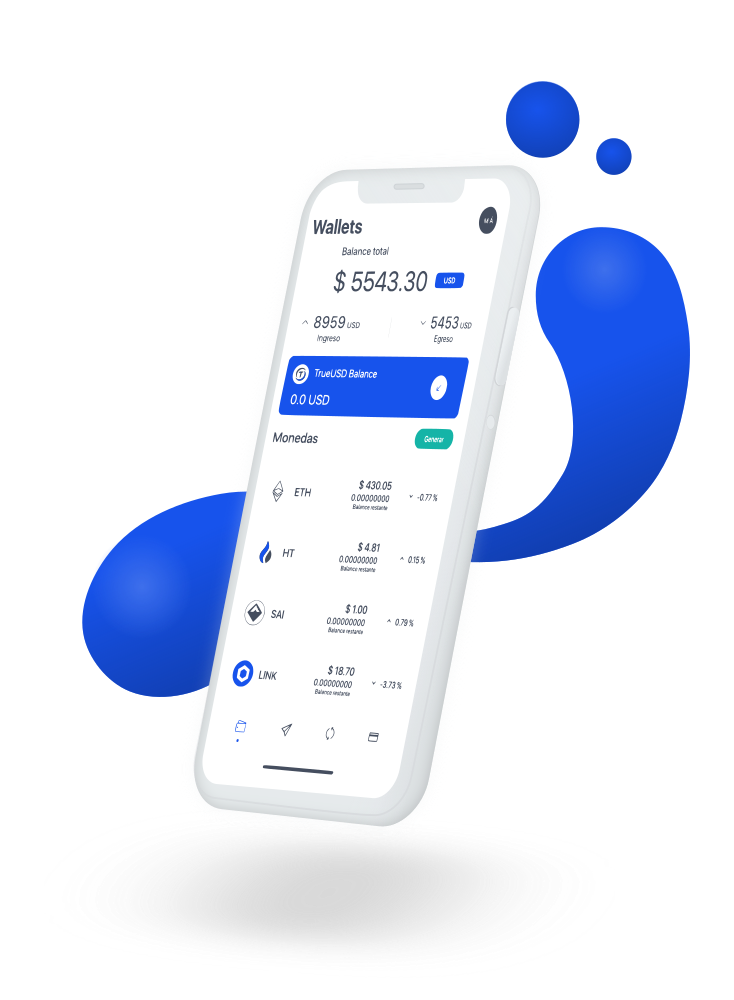 Wallets
M A
Balance total
$ 5543.30 USD
8959 USD 5453 USD
Ingreso Egreso
TrueUSD Balance
0.0 USD
Monedas Generar
ETH $ 430.05
0.00000000 -0.77 %
Balance restante
HT $ 4.81
0.00000000 0.15 %
Balance restante
SAI $ 1.00
0.00000000 0.79 %
Balance restante
LINK $ 18.70
0.00000000 -3.73 %
Balance restante